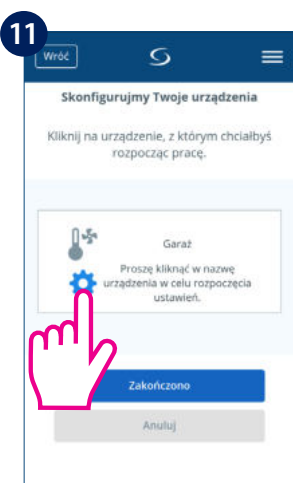 11
Wróć
Skonfigurujmy Twoje urządzenia
Kliknij na urządzenie, z którym chciałbyś
rozpocząc pracę.
Garaż
Proszę kliknąć w nazwę
urządzenia w celu rozpoczęcia
ustawień.
Zakończono
Anuluj